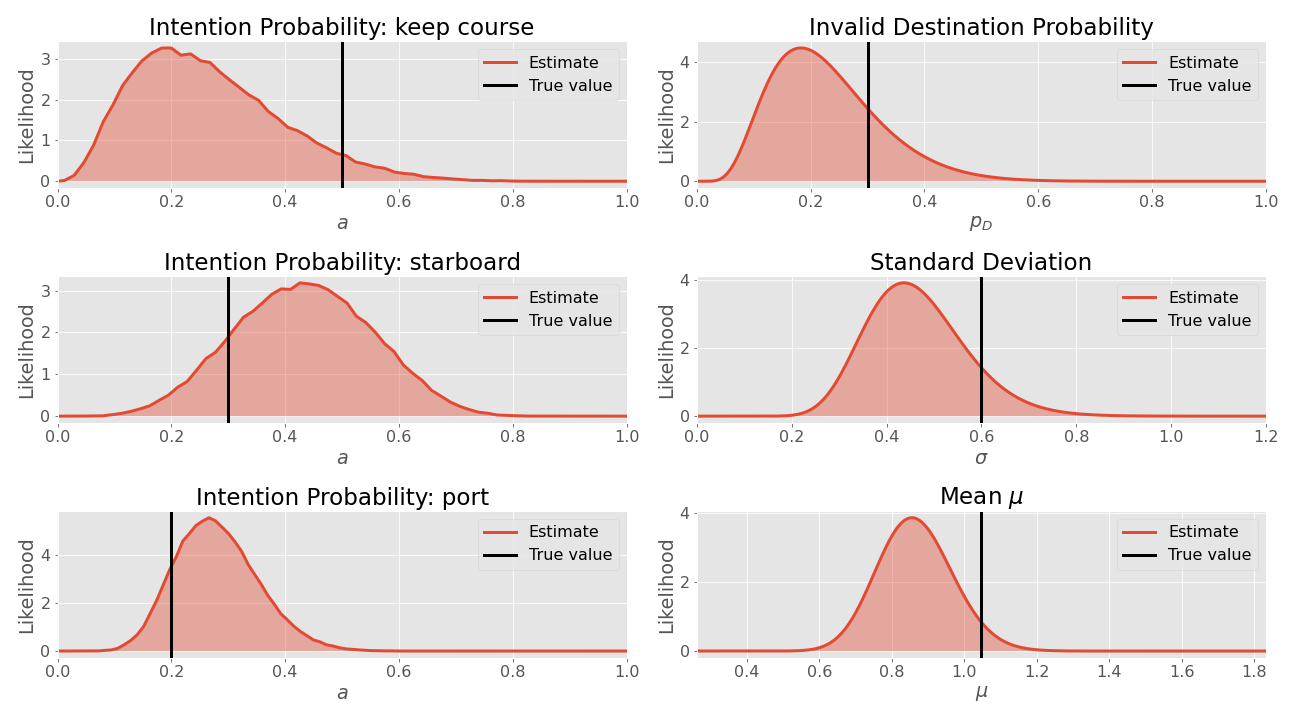 Intention Probability: keep course
Likelihood
3
2
1
0
Estimate
True value
0.0 0.2 0.4 0.6 0.8 1.0
a
Invalid Destination Probability
Likelihood
4
2
0
Estimate
True value
0.0 0.2 0.4 0.6 0.8 1.0
p_D
Intention Probability: starboard
Likelihood
3
2
1
0
Estimate
True value
0.0 0.2 0.4 0.6 0.8 1.0
a
Standard Deviation
Likelihood
4
2
0
Estimate
True value
0.0 0.2 0.4 0.6 0.8 1.0 1.2
σ
Intention Probability: port
Likelihood
4
2
0
Estimate
True value
0.0 0.2 0.4 0.6 0.8 1.0
a
Mean μ
Likelihood
4
2
0
Estimate
True value
0.4 0.6 0.8 1.0 1.2 1.4 1.6 1.8
μ